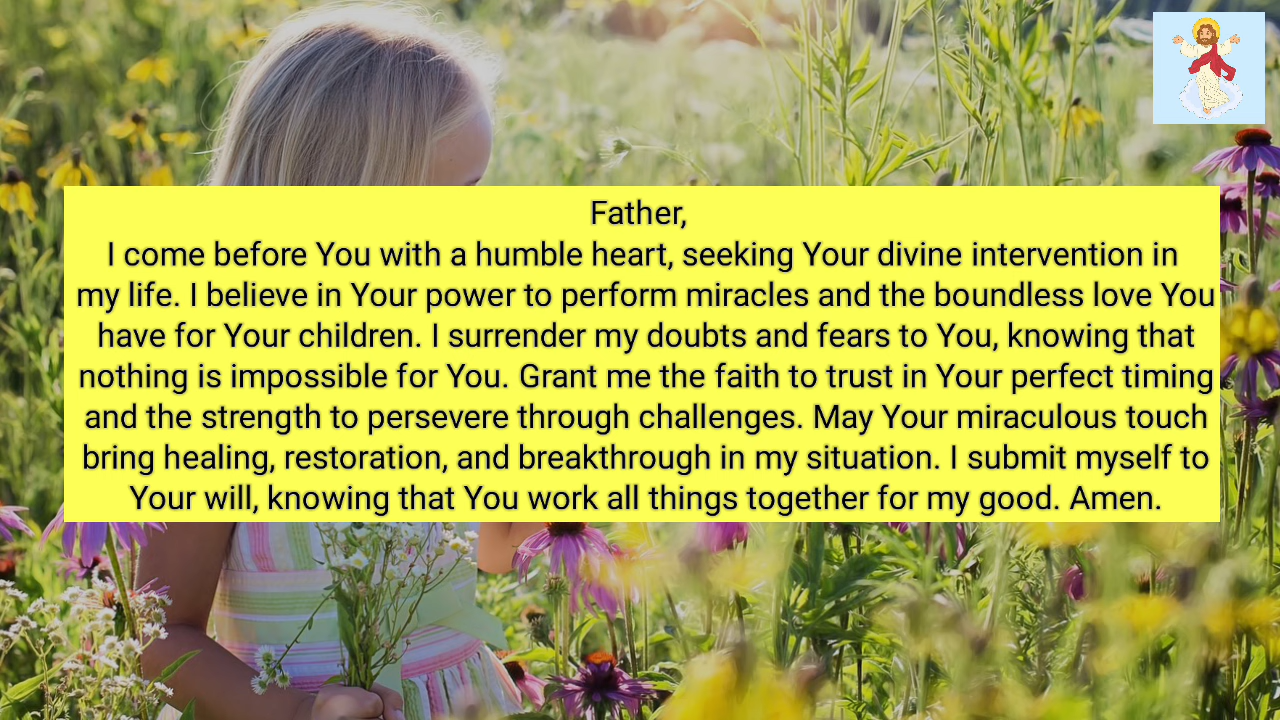 Father,
I come before You with a humble heart, seeking Your divine intervention in
my life. I believe in Your power to perform miracles and the boundless love You
have for Your children. I surrender my doubts and fears to You, knowing that
nothing is impossible for You. Grant me the faith to trust in Your perfect timing
and the strength to persevere through challenges. May Your miraculous touch
bring healing, restoration, and breakthrough in my situation. I submit myself to
Your will, knowing that You work all things together for my good. Amen.